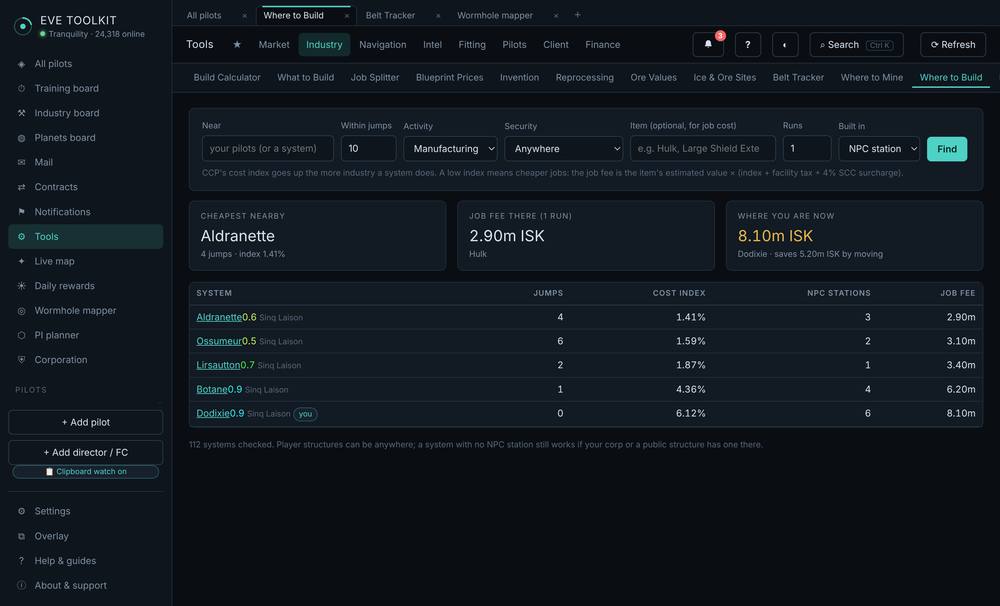 EVE TOOLKIT
Tranquility · 24,318 online
All pilots
Training board
Industry board
Planets board
Mail
Contracts
Notifications
Tools
Live map
Daily rewards
Wormhole mapper
PI planner
Corporation
PILOTS
+ Add pilot
+ Add director / FC
Clipboard watch on
Settings
Overlay
? Help & guides
About & support
All pilots × Where to Build × Belt Tracker × Wormhole mapper × +
Tools ★ Market Industry Navigation Intel Fitting Pilots Client Finance 3 ? Search Ctrl K Refresh
Build Calculator What to Build Job Splitter Blueprint Prices Invention Reprocessing Ore Values Ice & Ore Sites Belt Tracker Where to Mine Where to Build
Near Within jumps Activity Security Item (optional, for job cost) Runs Built in
your pilots (or a system) 10 Manufacturing Anywhere e.g. Hulk, Large Shield Exte 1 NPC station Find
CCP's cost index goes up the more industry a system does. A low index means cheaper jobs: the job fee is the item's estimated value × (index + facility tax + 4% SCC surcharge).
CHEAPEST NEARBY
Aldranette
4 jumps · index 1.41%
JOB FEE THERE (1 RUN)
2.90m ISK
Hulk
WHERE YOU ARE NOW
8.10m ISK
Dodixie · saves 5.20m ISK by moving
SYSTEM JUMPS COST INDEX NPC STATIONS JOB FEE
Aldranette0.6 Sinq Laison 4 1.41% 3 2.90m
Ossumeur0.5 Sinq Laison 6 1.59% 2 3.10m
Lirsautton0.7 Sinq Laison 2 1.87% 1 3.40m
Botane0.9 Sinq Laison 1 4.36% 4 6.20m
Dodixie0.9 Sinq Laison you 0 6.12% 6 8.10m
112 systems checked. Player structures can be anywhere; a system with no NPC station still works if your corp or a public structure has one there.